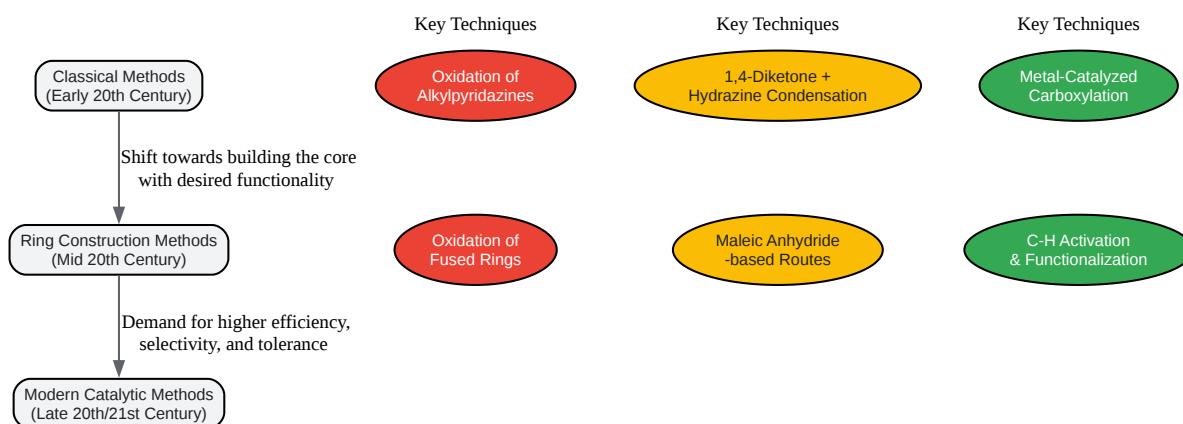 Key Techniques
Key Techniques
Key Techniques
Classical Methods
(Early 20th Century)
Oxidation of
Alkylpyridazines
1,4-Diketone +
Hydrazine Condensation
Metal-Catalyzed
Carboxylation
Shift towards building the core
with desired functionality
Ring Construction Methods
(Mid 20th Century)
Oxidation of
Fused Rings
Maleic Anhydride
-based Routes
C-H Activation
& Functionalization
Demand for higher efficiency,
selectivity, and tolerance
Modern Catalytic Methods
(Late 20th/21st Century)